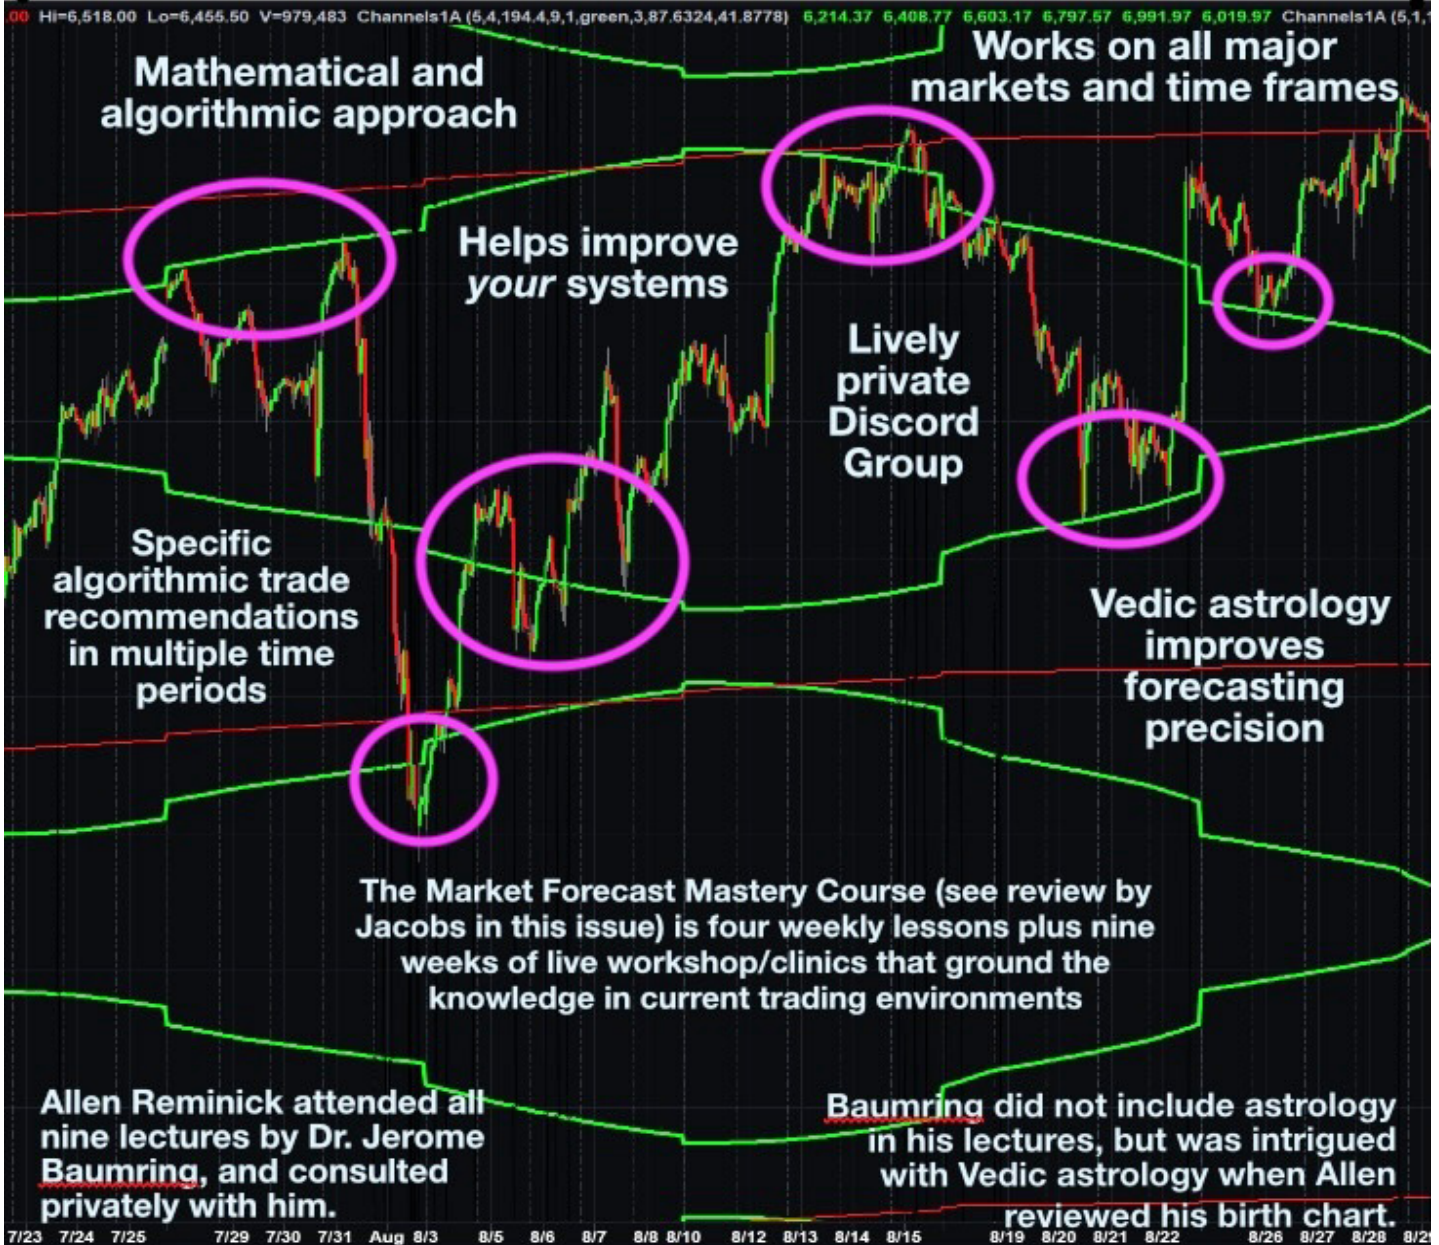 .00 Hi=6,518.00 Lo=6,455.50 V=979,483 Channels1A (5,4,194.4,9,1,green,3,87.6324,41.8778) 6,214.37 6,408.77 6,603.17 6,797.57 6,991.97 6,019.97 Channels1A (5,1,1
Mathematical and
algorithmic approach
Works on all major
markets and time frames
Helps improve
your systems
Lively
private
Discord
Group
Specific
algorithmic trade
recommendations
in multiple time
periods
Vedic astrology
improves
forecasting
precision
The Market Forecast Mastery Course (see review by
Jacobs in this issue) is four weekly lessons plus nine
weeks of live workshop/clinics that ground the
knowledge in current trading environments
Allen Reminick attended all
nine lectures by Dr. Jerome
Baumring, and consulted
privately with him.
Baumring did not include astrology
in his lectures, but was intrigued
with Vedic astrology when Allen
reviewed his birth chart.
7/23 7/24 7/25 7/29 7/30 7/31 Aug 8/3 8/5 8/6 8/7 8/8 8/10 8/12 8/13 8/14 8/15 8/19 8/20 8/21 8/22 8/26 8/27 8/28 8/29